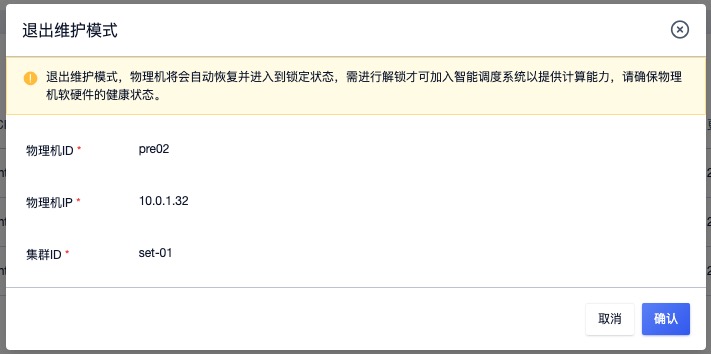 退出维护模式
退出维护模式，物理机将会自动恢复并进入到锁定状态，需进行解锁才可加入智能调度系统以提供计算能力，请确保物理
机软硬件的健康状态。
物理机ID * pre02
物理机IP * 10.0.1.32
集群ID * set-01
取消 确认